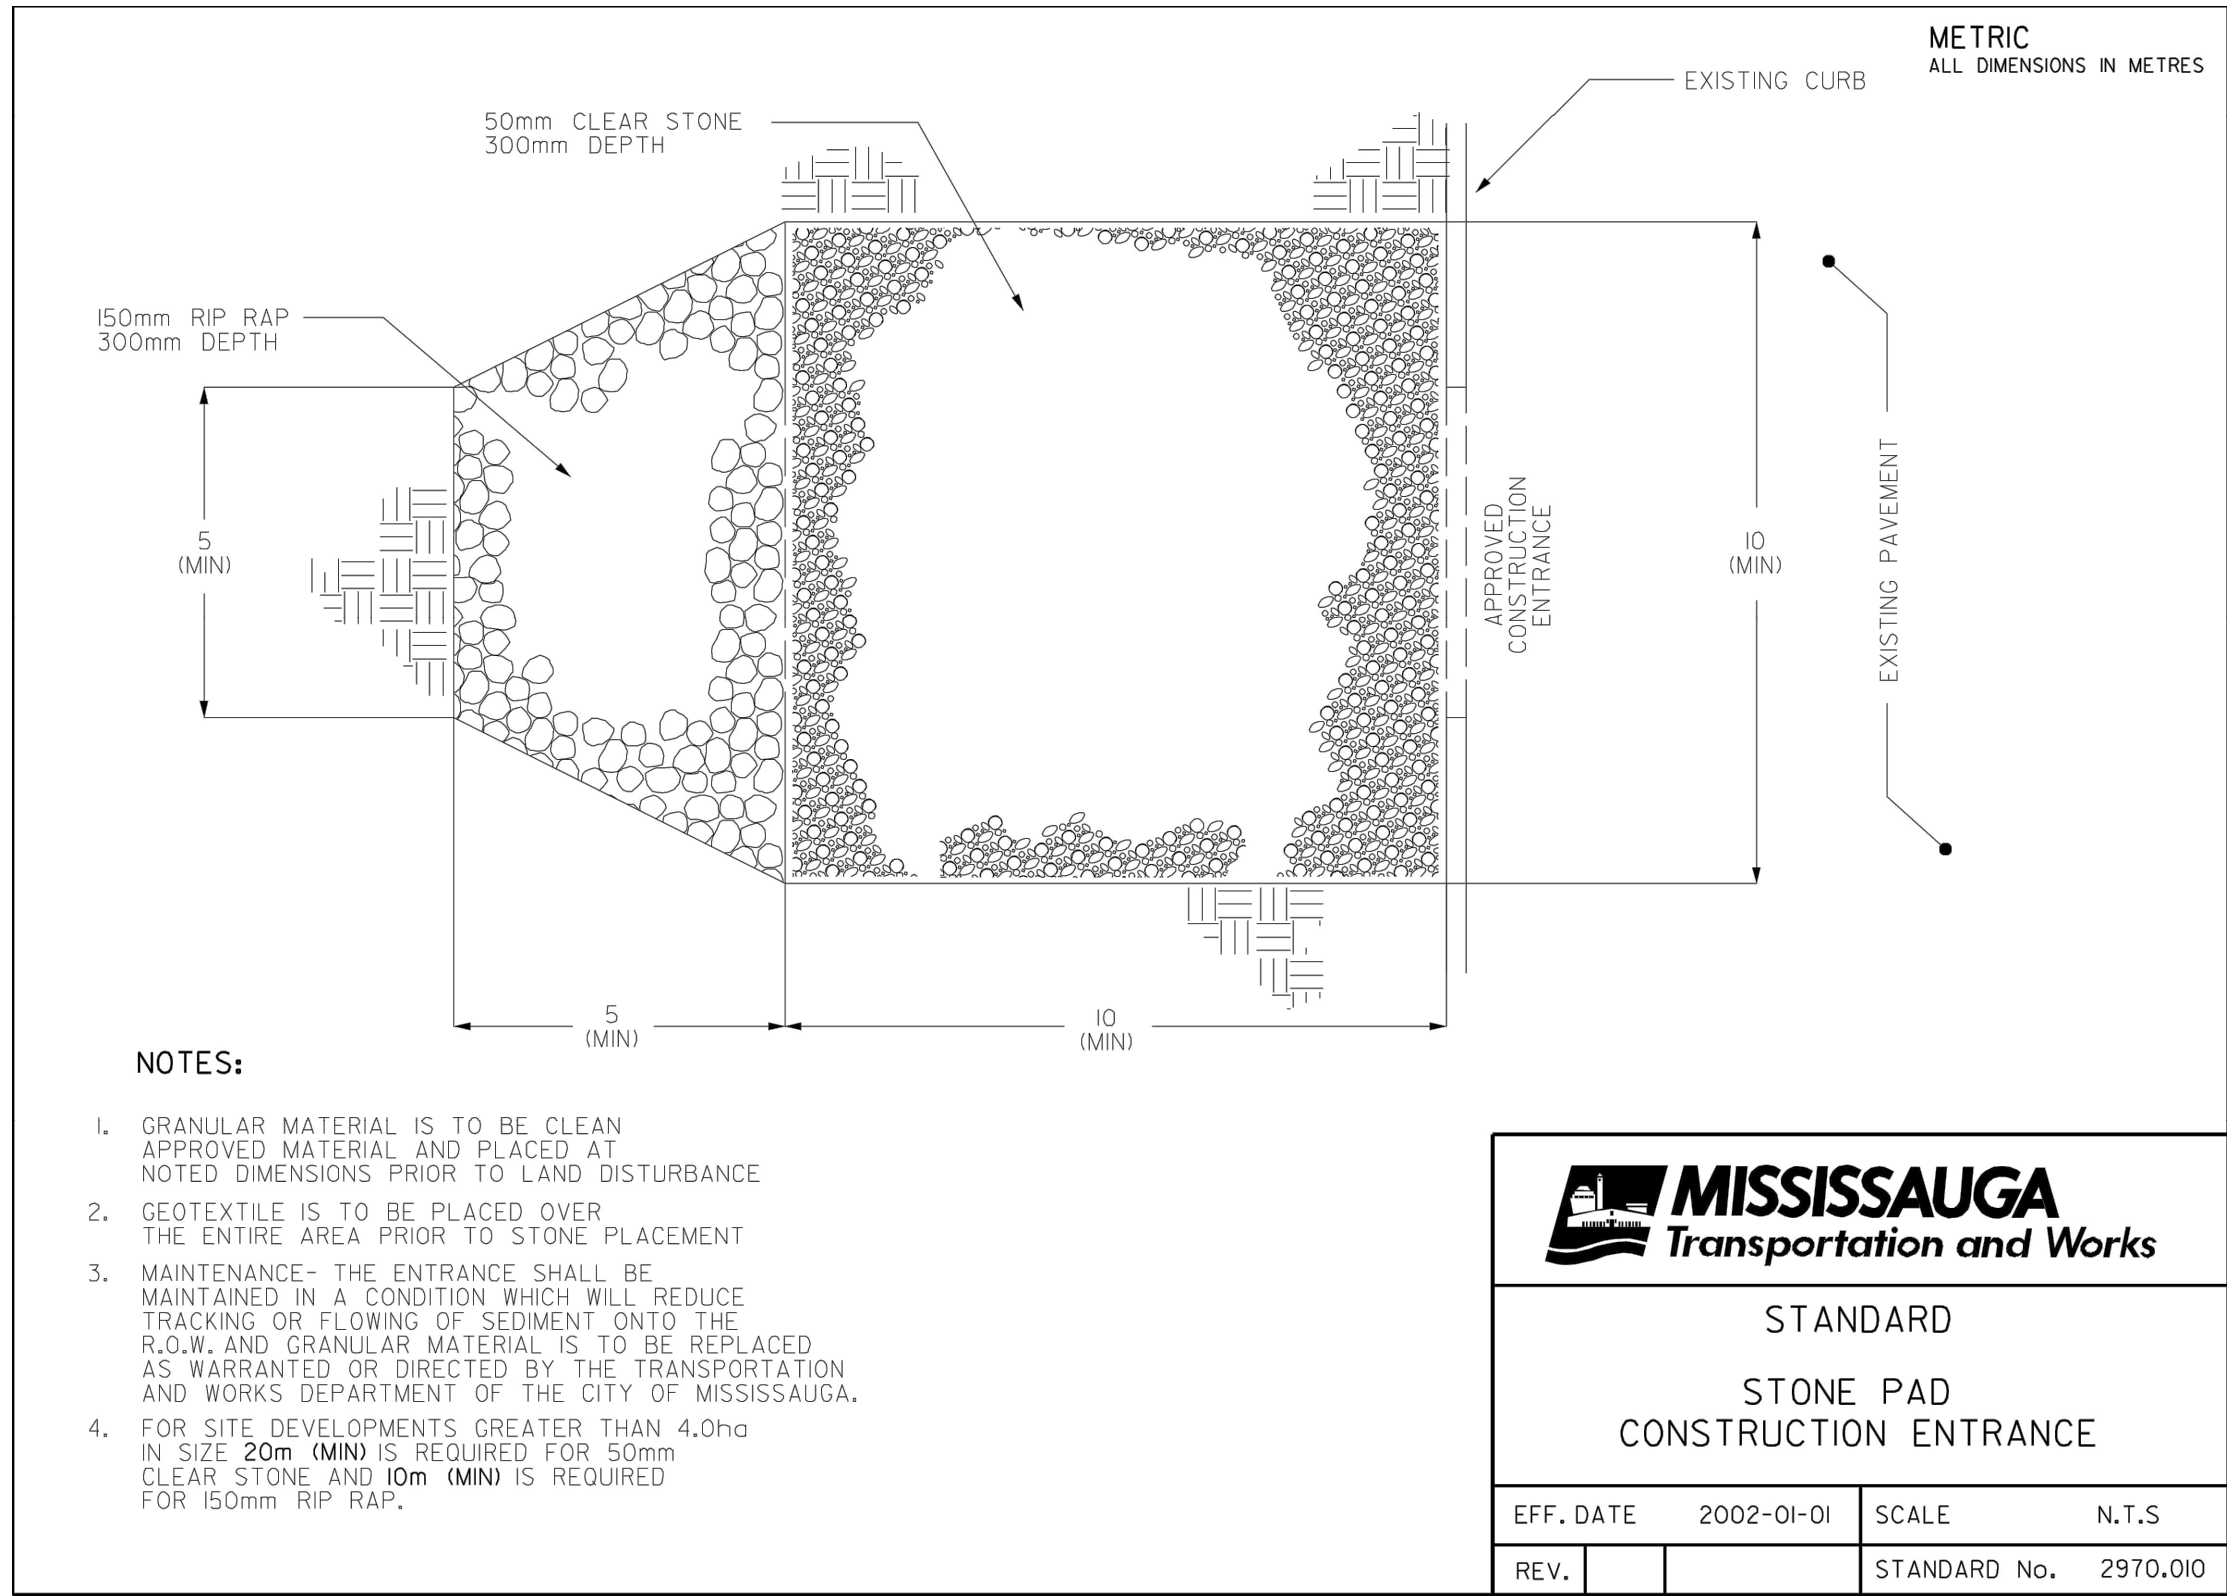 METRIC
ALL DIMENSIONS IN METRES
EXISTING CURB
50mm CLEAR STONE
300mm DEPTH
150mm RIP RAP
300mm DEPTH
5
(MIN)
APPROVED
CONSTRUCTION
ENTRANCE
10
(MIN)
EXISTING PAVEMENT
5
(MIN)
10
(MIN)
NOTES:
1. GRANULAR MATERIAL IS TO BE CLEAN
APPROVED MATERIAL AND PLACED AT
NOTED DIMENSIONS PRIOR TO LAND DISTURBANCE
2. GEOTEXTILE IS TO BE PLACED OVER
THE ENTIRE AREA PRIOR TO STONE PLACEMENT
3. MAINTENANCE- THE ENTRANCE SHALL BE
MAINTAINED IN A CONDITION WHICH WILL REDUCE
TRACKING OR FLOWING OF SEDIMENT ONTO THE
R.O.W. AND GRANULAR MATERIAL IS TO BE REPLACED
AS WARRANTED OR DIRECTED BY THE TRANSPORTATION
AND WORKS DEPARTMENT OF THE CITY OF MISSISSAUGA.
4. FOR SITE DEVELOPMENTS GREATER THAN 4.0ha
IN SIZE 20m (MIN) IS REQUIRED FOR 50mm
CLEAR STONE AND 10m (MIN) IS REQUIRED
FOR 150mm RIP RAP.
MISSISSAUGA
Transportation and Works
STANDARD
STONE PAD
CONSTRUCTION ENTRANCE
EFF. DATE 2002-01-01 SCALE N.T.S
REV. STANDARD No. 2970.010